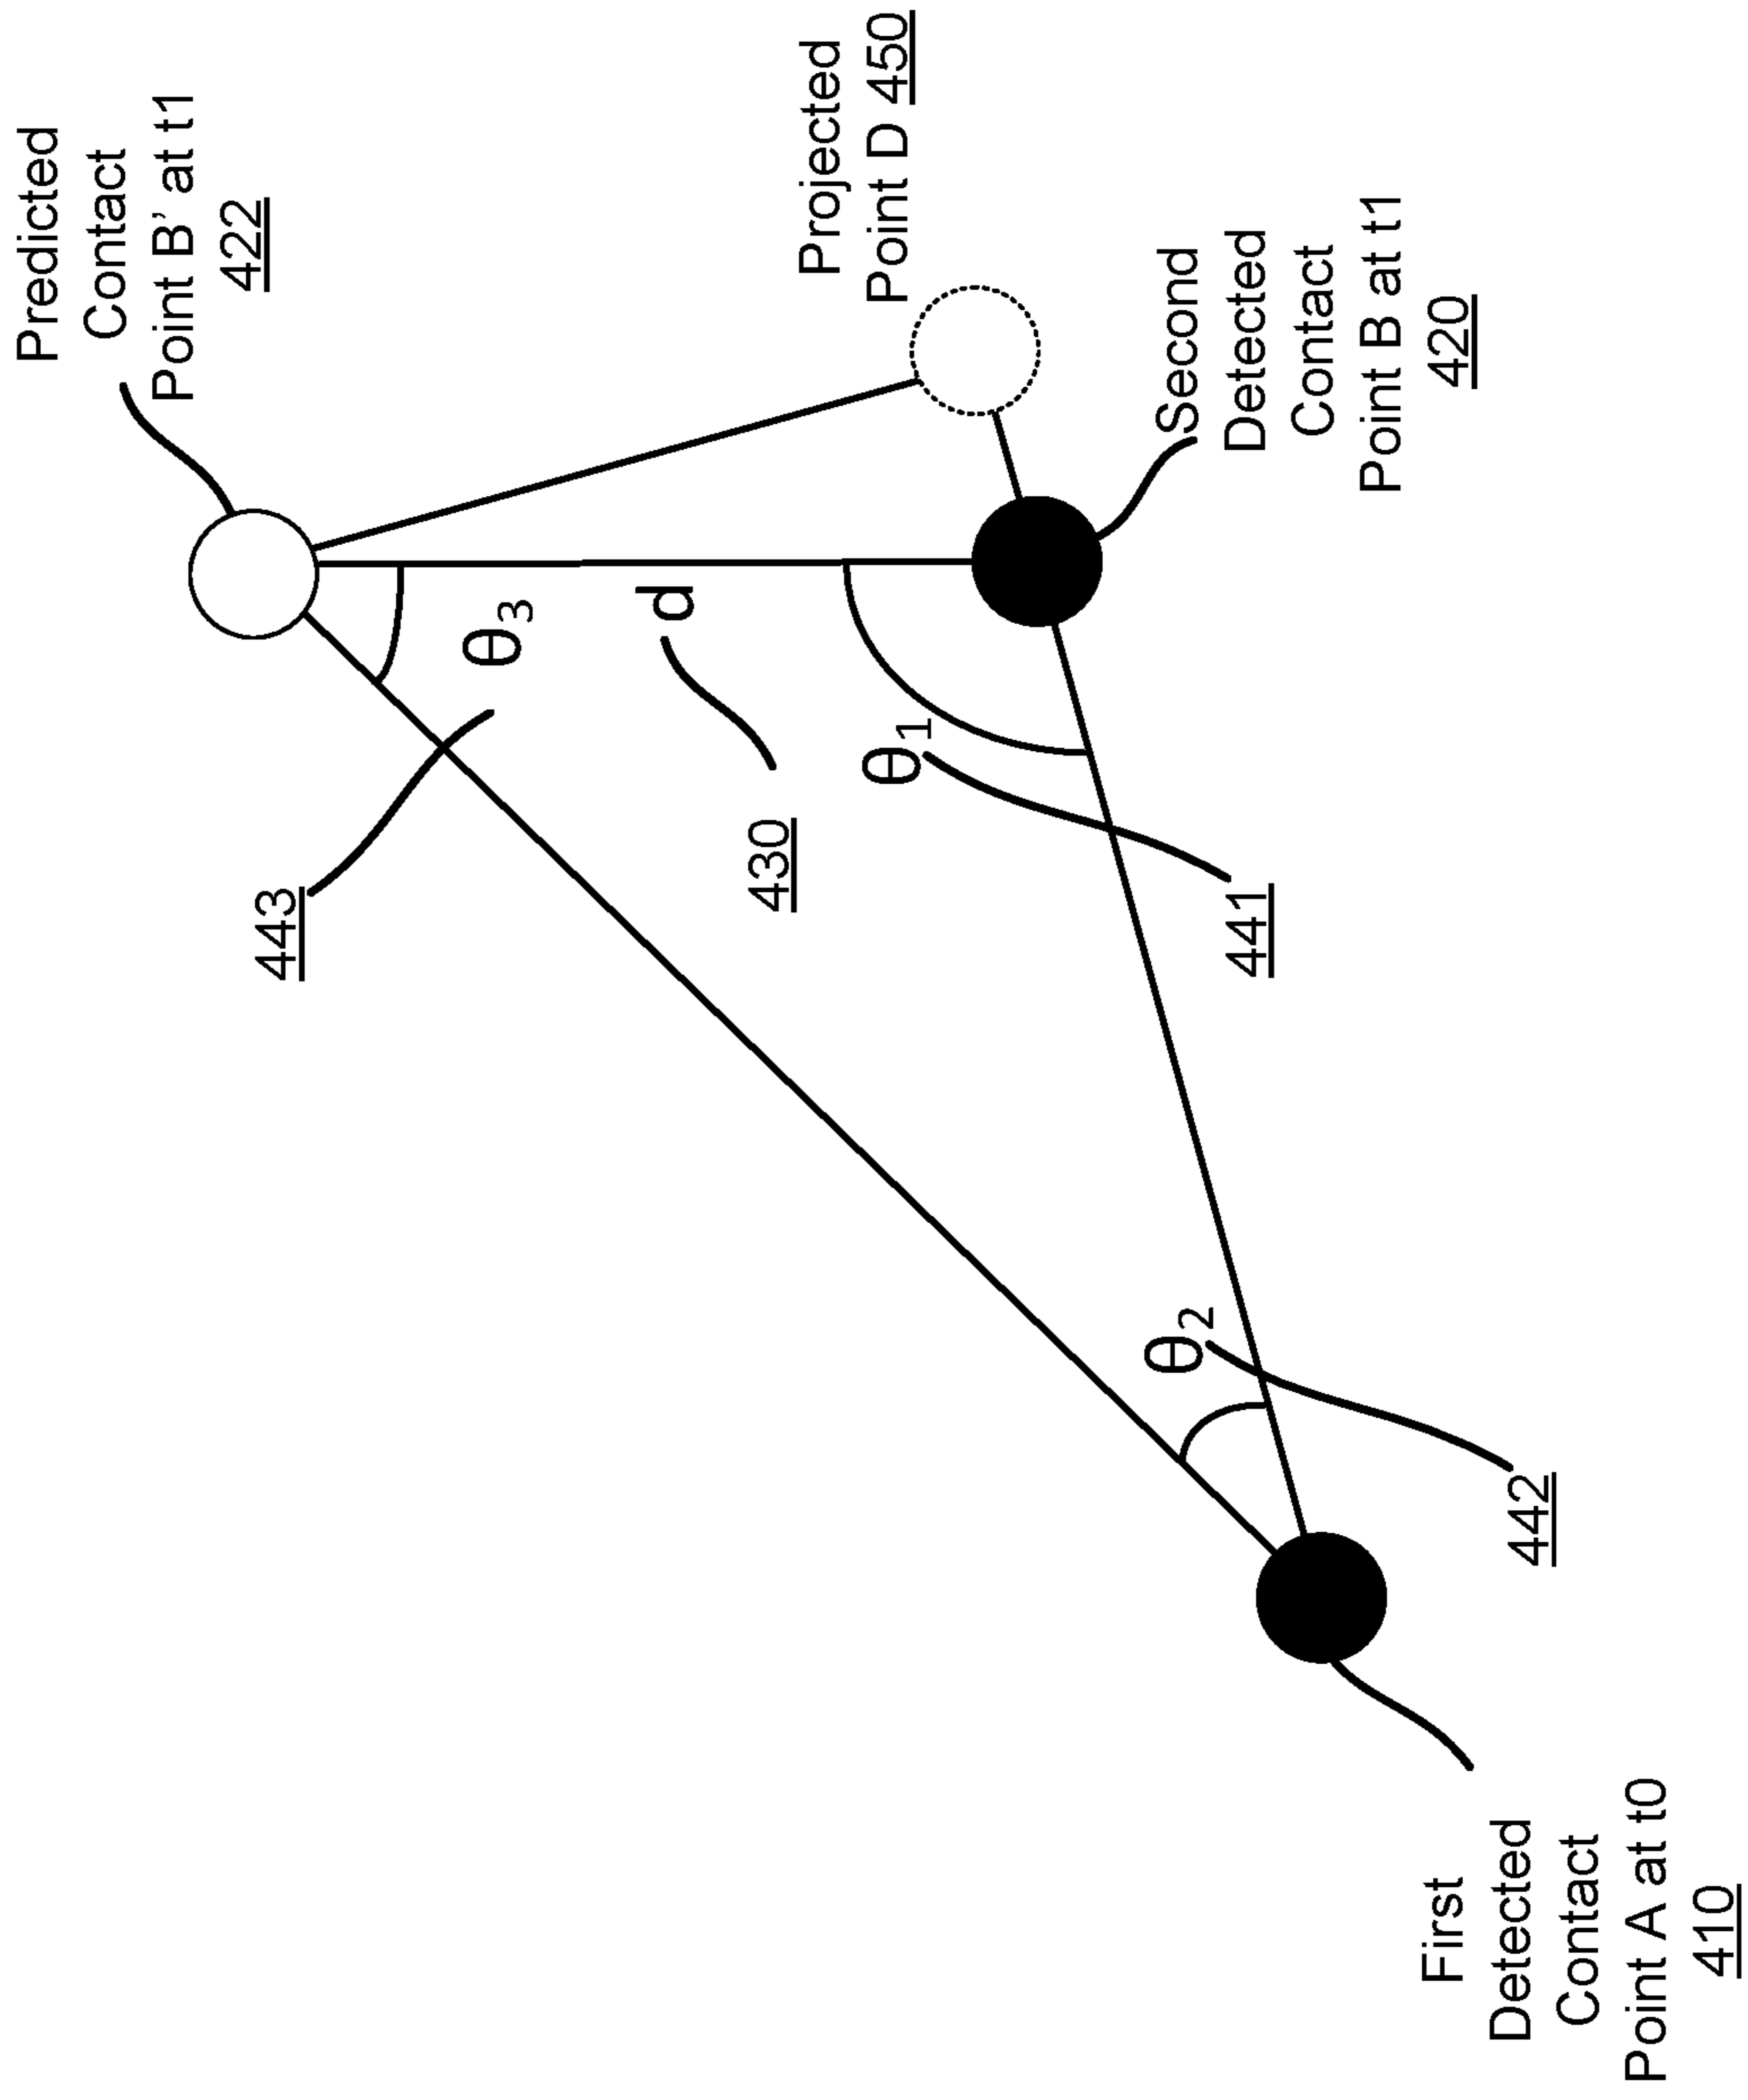 Predicted
Contact
Point B’ at t1
422
Projected
Point D 450
Second
Detected
Contact
Point B at t1
420
θ3
443
d
430
θ1
441
θ2
442
First
Detected
Contact
Point A at t0
410